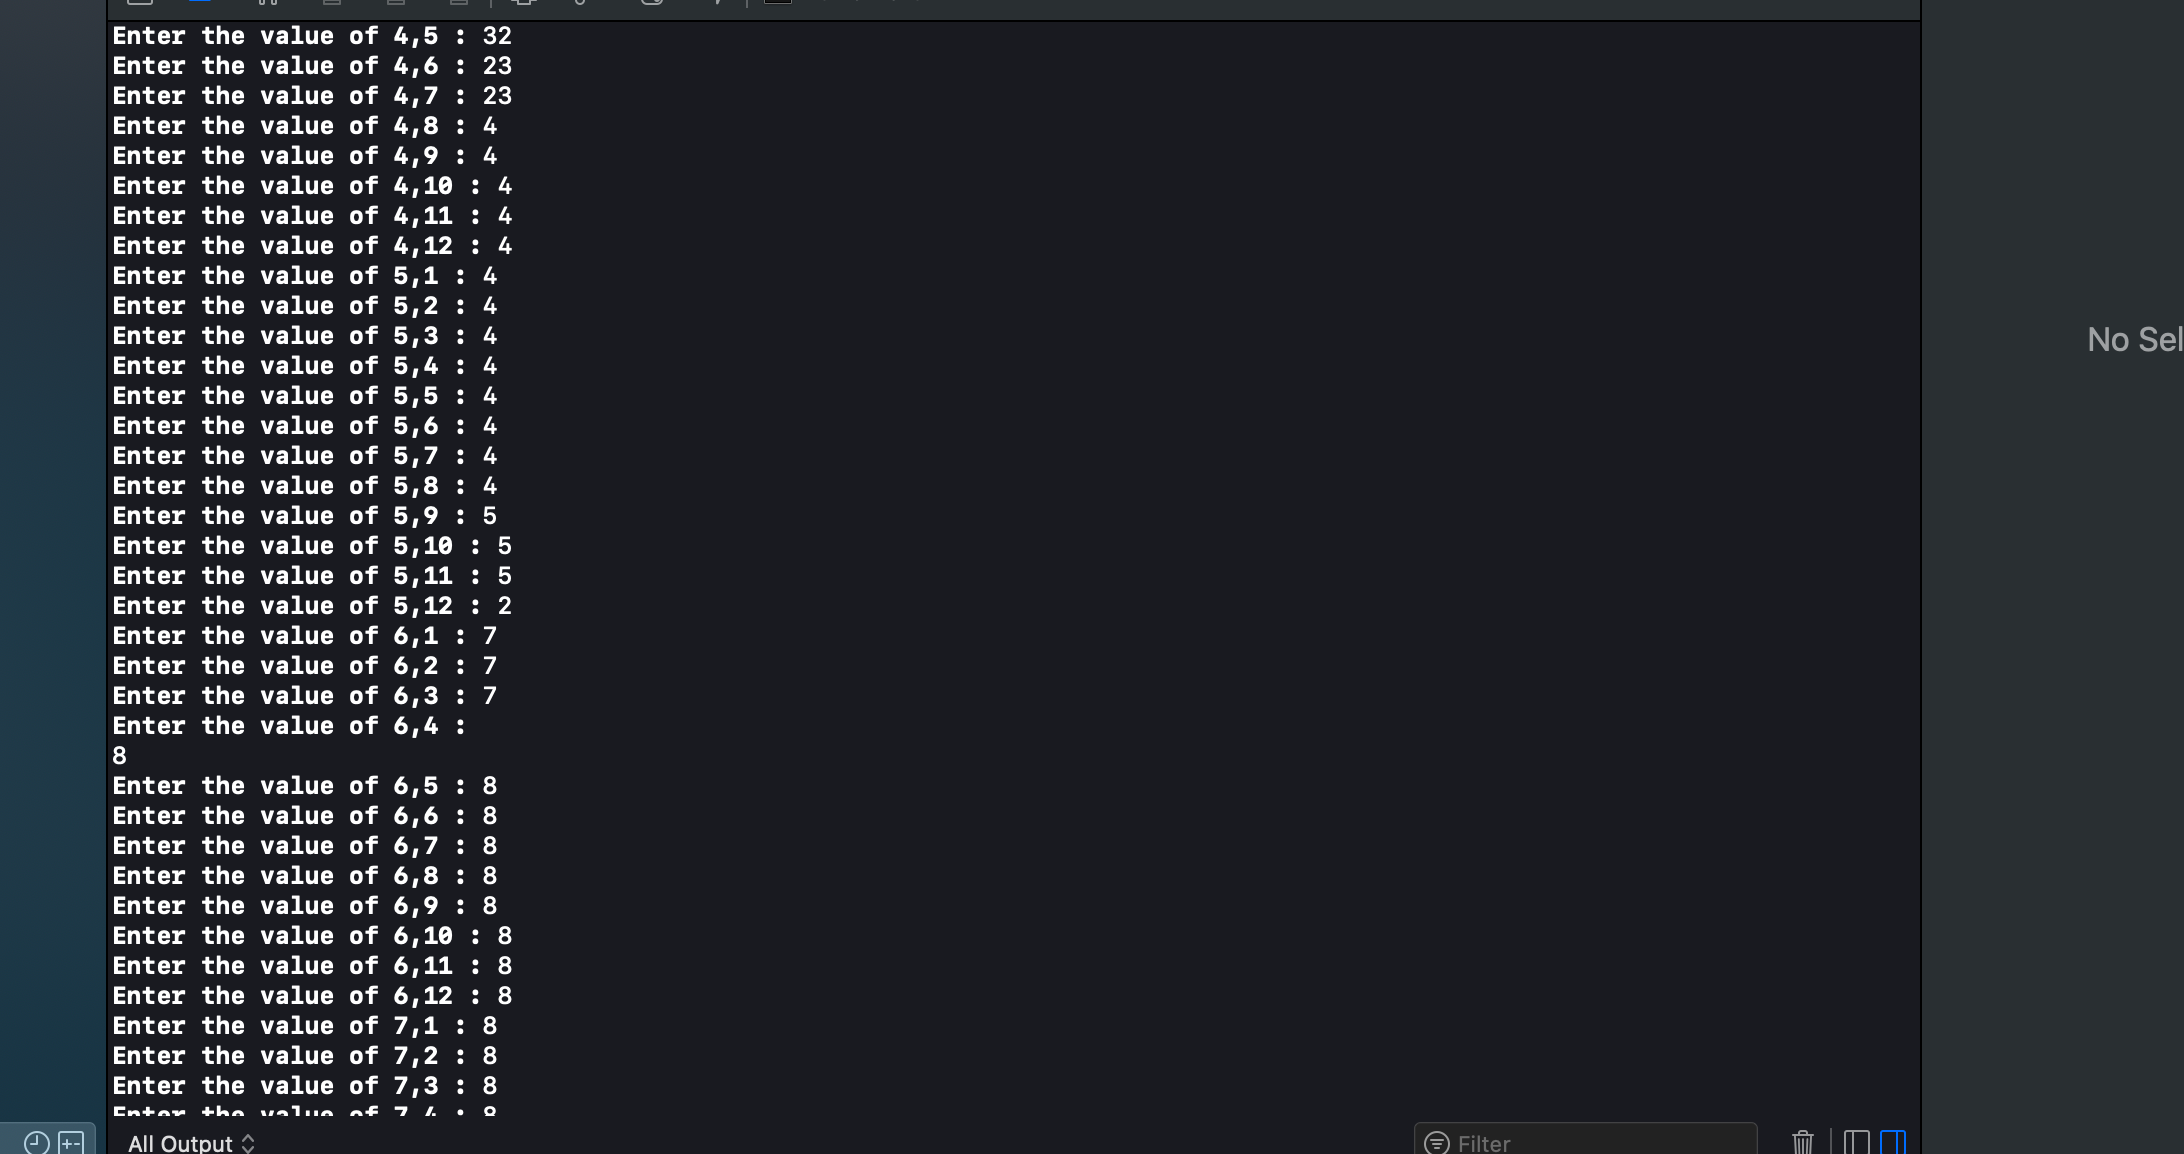 Enter the value of 4,5 : 32
Enter the value of 4,6 : 23
Enter the value of 4,7 : 23
Enter the value of 4,8 : 4
Enter the value of 4,9 : 4
Enter the value of 4,10 : 4
Enter the value of 4,11 : 4
Enter the value of 4,12 : 4
Enter the value of 5,1 : 4
Enter the value of 5,2 : 4
Enter the value of 5,3 : 4
Enter the value of 5,4 : 4
Enter the value of 5,5 : 4
Enter the value of 5,6 : 4
Enter the value of 5,7 : 4
Enter the value of 5,8 : 4
Enter the value of 5,9 : 5
Enter the value of 5,10 : 5
Enter the value of 5,11 : 5
Enter the value of 5,12 : 2
Enter the value of 6,1 : 7
Enter the value of 6,2 : 7
Enter the value of 6,3 : 7
Enter the value of 6,4 :
8
Enter the value of 6,5 : 8
Enter the value of 6,6 : 8
Enter the value of 6,7 : 8
Enter the value of 6,8 : 8
Enter the value of 6,9 : 8
Enter the value of 6,10 : 8
Enter the value of 6,11 : 8
Enter the value of 6,12 : 8
Enter the value of 7,1 : 8
Enter the value of 7,2 : 8
Enter the value of 7,3 : 8
Enter the value of 7,4 : 8
No Sel
All Output
Filter